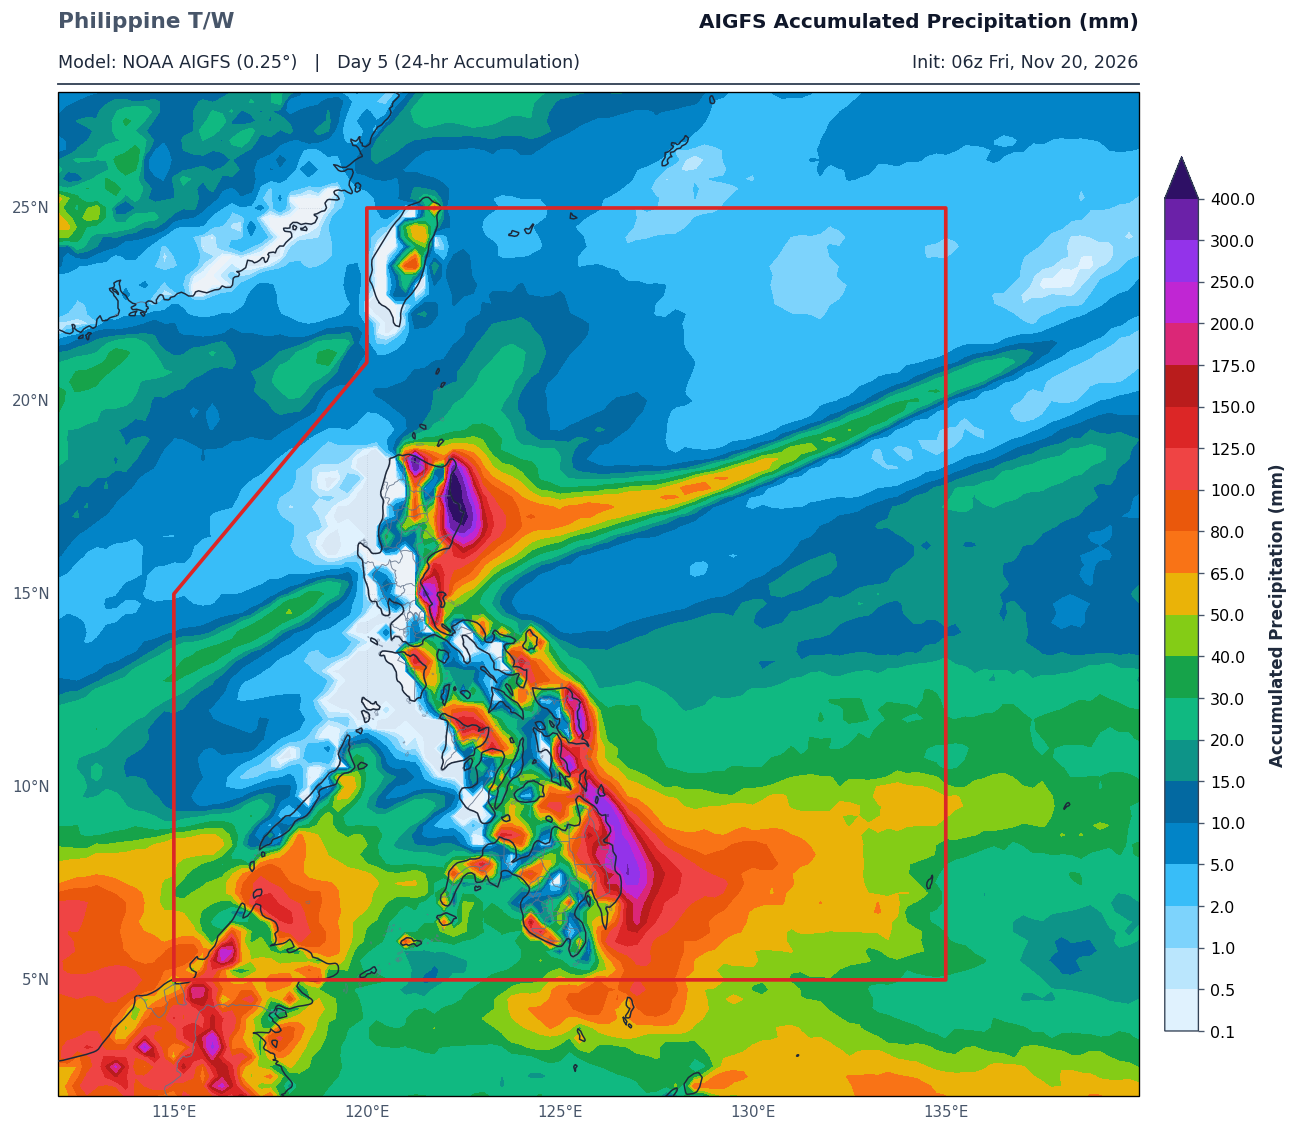 Philippine T/W
AIGFS Accumulated Precipitation (mm)
Model: NOAA AIGFS (0.25°)   |   Day 5 (24-hr Accumulation)
Init: 06z Fri, Nov 20, 2026
25°N
20°N
15°N
10°N
5°N
115°E
120°E
125°E
130°E
135°E
400.0
300.0
250.0
200.0
175.0
150.0
125.0
100.0
80.0
65.0
50.0
40.0
30.0
20.0
15.0
10.0
5.0
2.0
1.0
0.5
0.1
Accumulated Precipitation (mm)